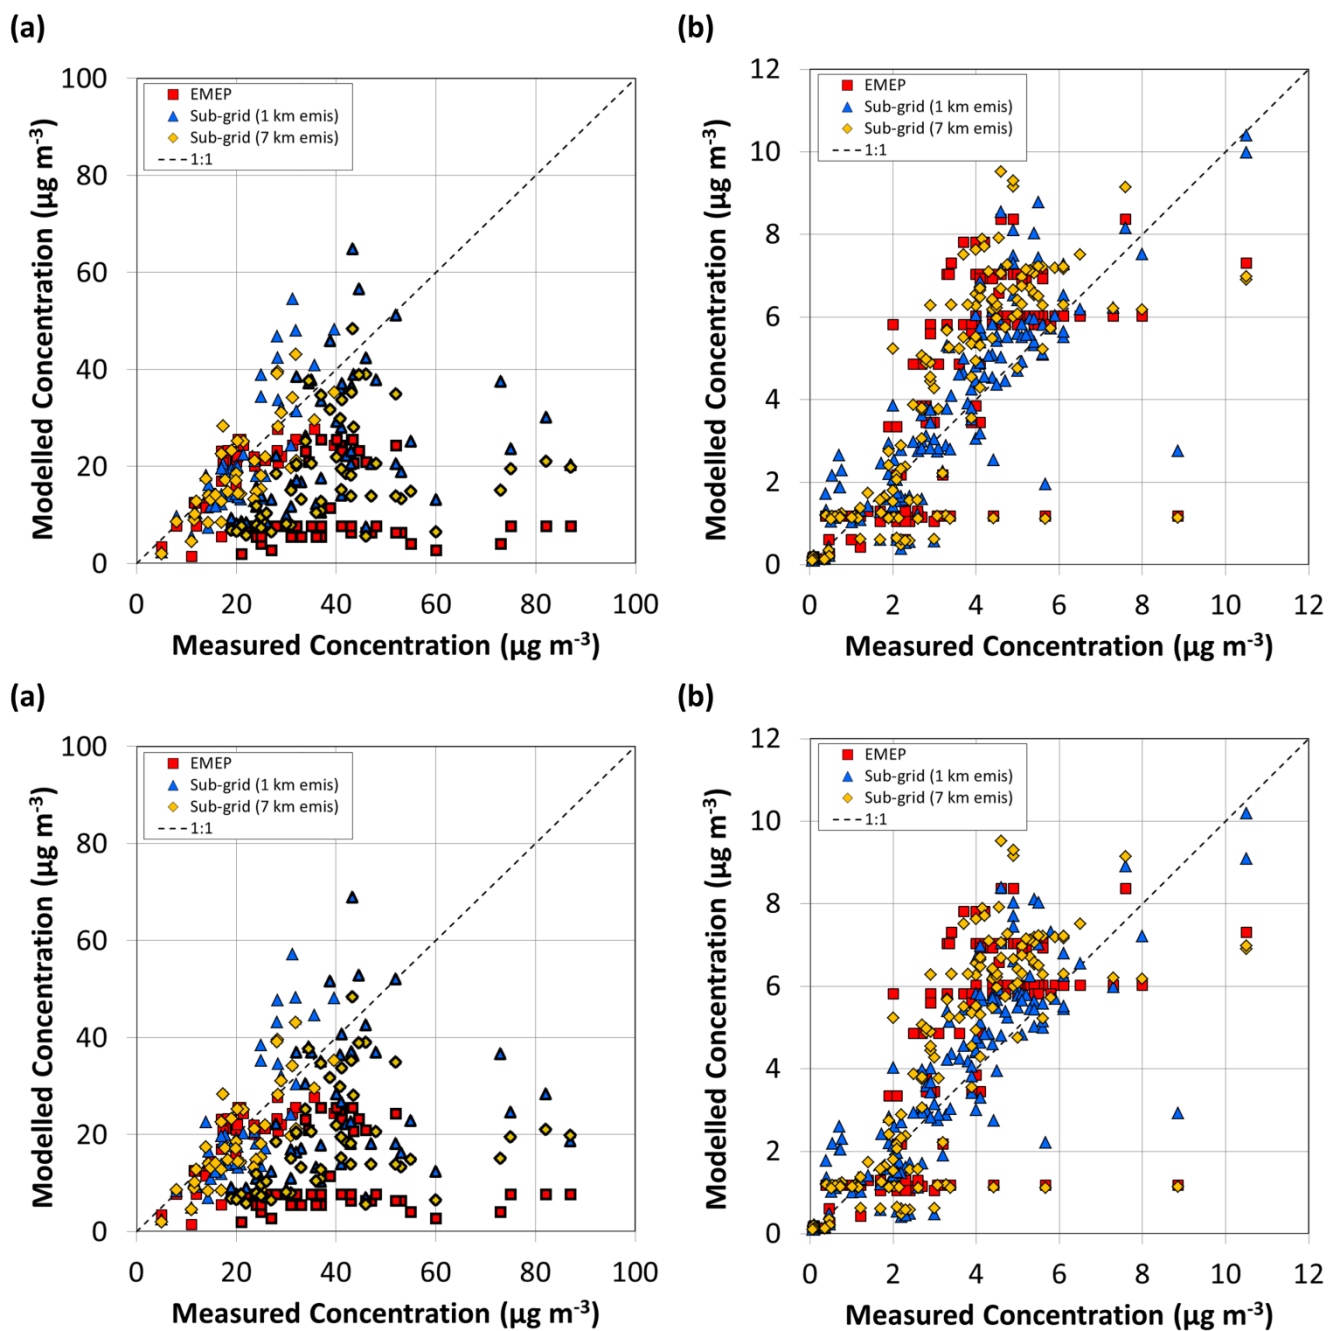 (a)
100
80
60
40
20
0
0 20 40 60 80 100
Modelled Concentration (µg m⁻³)
Measured Concentration (µg m⁻³)
EMEP
Sub-grid (1 km emis)
Sub-grid (7 km emis)
1:1
(b)
12
10
8
6
4
2
0
0 2 4 6 8 10 12
Modelled Concentration (µg m⁻³)
Measured Concentration (µg m⁻³)
EMEP
Sub-grid (1 km emis)
Sub-grid (7 km emis)
1:1
(a)
100
80
60
40
20
0
0 20 40 60 80 100
Modelled Concentration (µg m⁻³)
Measured Concentration (µg m⁻³)
EMEP
Sub-grid (1 km emis)
Sub-grid (7 km emis)
1:1
(b)
12
10
8
6
4
2
0
0 2 4 6 8 10 12
Modelled Concentration (µg m⁻³)
Measured Concentration (µg m⁻³)
EMEP
Sub-grid (1 km emis)
Sub-grid (7 km emis)
1:1